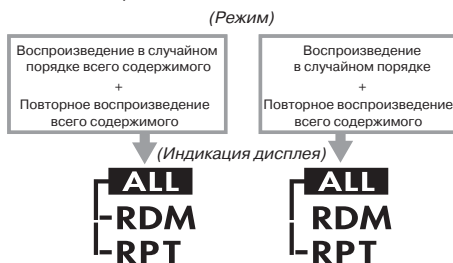 (Режим)
Воспроизведение в случайном
порядке всего содержимого
+
Повторное воспроизведение
всего содержимого
Воспроизведение
в случайном порядке
+
Повторное воспроизведение
всего содержимого
(Индикация дисплея)
ALL
RDM
RPT
ALL
RDM
RPT